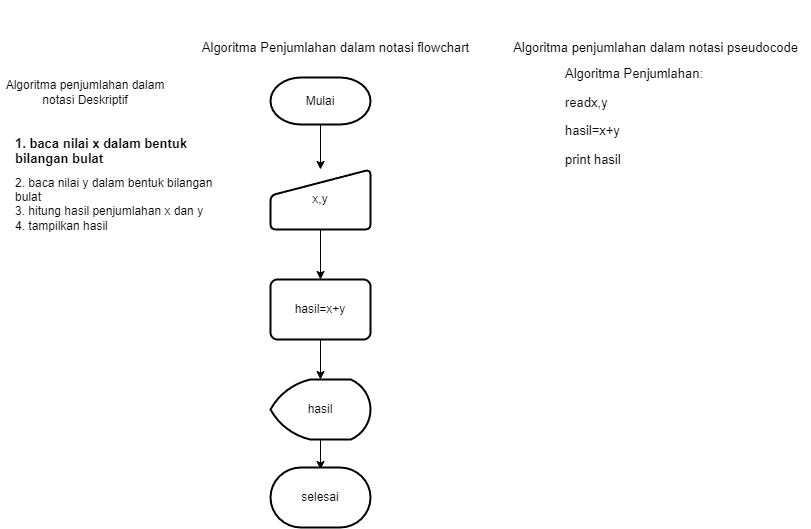 Algoritma Penjumlahan dalam notasi flowchart
Algoritma penjumlahan dalam notasi pseudocode
Algoritma penjumlahan dalam
notasi Deskriptif
1. baca nilai x dalam bentuk
bilangan bulat
2. baca nilai y dalam bentuk bilangan
bulat
3. hitung hasil penjumlahan x dan y
4. tampilkan hasil
Mulai
x,y
hasil=x+y
hasil
selesai
Algoritma Penjumlahan:
readx,y
hasil=x+y
print hasil